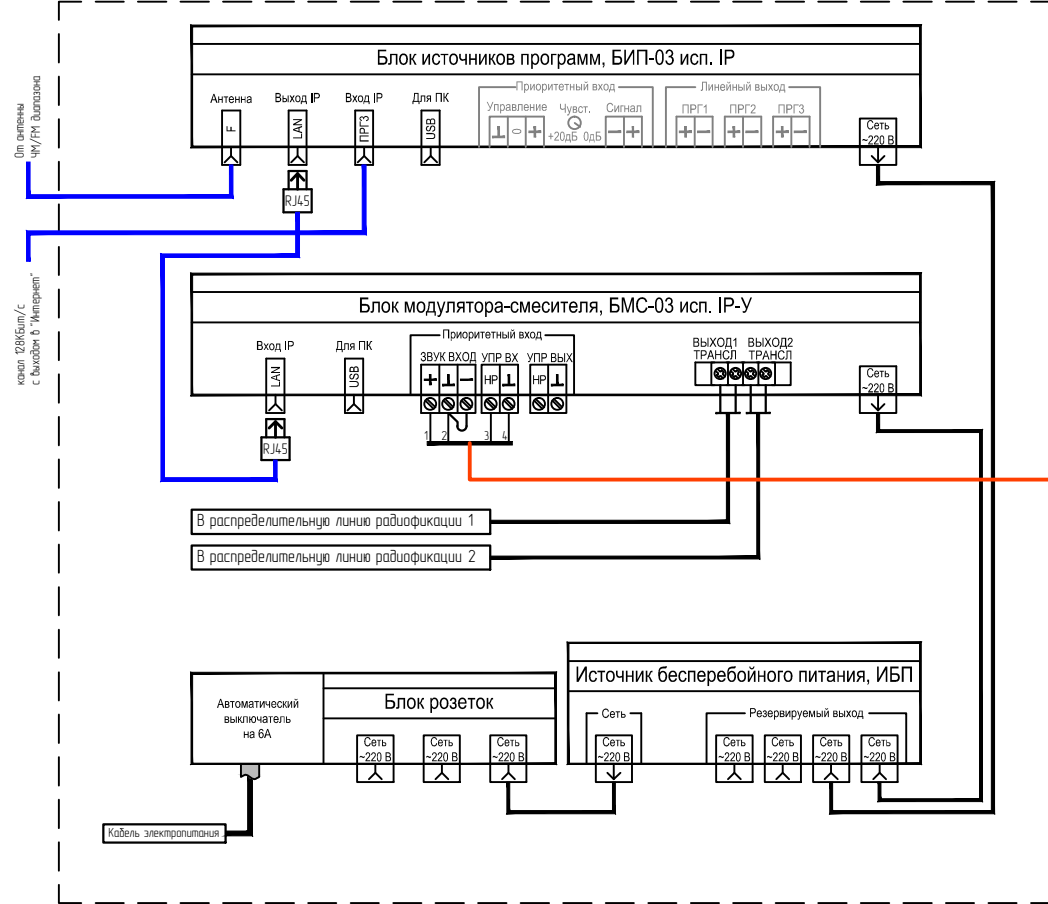 Блок источников программ, БИП-03 исп. IP
Антенна
Выход IP
Вход IP
Для ПК
F
LAN
ПРГ3
USB
Приоритетный вход
Управление
Чувст.
Сигнал
0
+20дБ 0дБ
Линейный выход
ПРГ1
ПРГ2
ПРГ3
Сеть
~220 В
От антенны
ЧМ/FM диапазона
RJ45
канал 128Кбит/с
с выходом в "Интернет"
Блок модулятора-смесителя, БМС-03 исп. IP-У
Вход IP
Для ПК
LAN
USB
Приоритетный вход
ЗВУК ВХОД
УПР ВХ
УПР ВЫХ
НР
НР
1
2
3
4
ВЫХОД1
ТРАНСЛ
ВЫХОД2
ТРАНСЛ
Сеть
~220 В
RJ45
В распределительную линию радиофикации 1
В распределительную линию радиофикации 2
Автоматический
выключатель
на 6А
Блок розеток
Сеть
~220 В
Сеть
~220 В
Сеть
~220 В
Источник бесперебойного питания, ИБП
Сеть
Сеть
~220 В
Резервируемый выход
Сеть
~220 В
Сеть
~220 В
Сеть
~220 В
Сеть
~220 В
Кабель электропитания